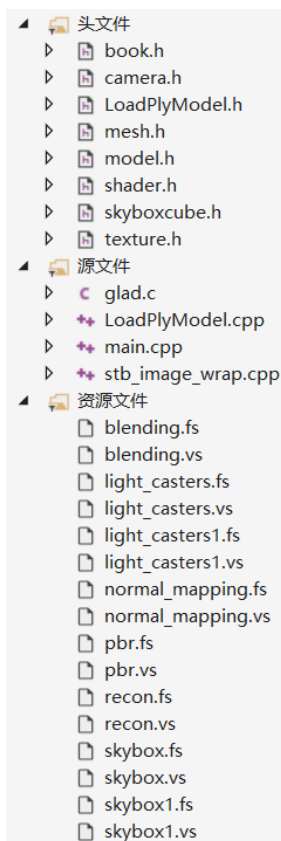 头文件
book.h
camera.h
LoadPlyModel.h
mesh.h
model.h
shader.h
skyboxcube.h
texture.h
源文件
glad.c
LoadPlyModel.cpp
main.cpp
stb_image_wrap.cpp
资源文件
blending.fs
blending.vs
light_casters.fs
light_casters.vs
light_casters1.fs
light_casters1.vs
normal_mapping.fs
normal_mapping.vs
pbr.fs
pbr.vs
recon.fs
recon.vs
skybox.fs
skybox.vs
skybox1.fs
skybox1.vs